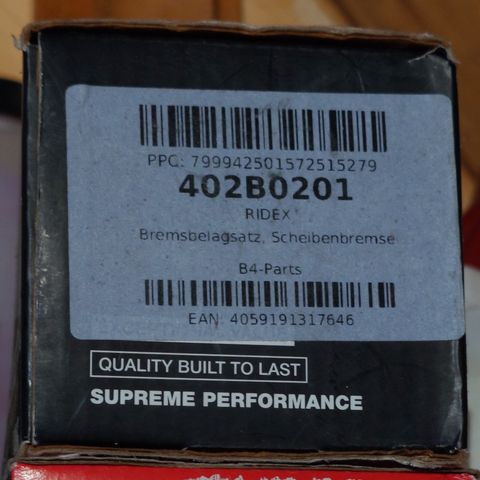 PPC: 799942501572515279
402B0201
RIDEX
Bremsbelagsatz, Scheibenbremse
B4-Parts
EAN: 4059191317646
QUALITY BUILT TO LAST
SUPREME PERFORMANCE